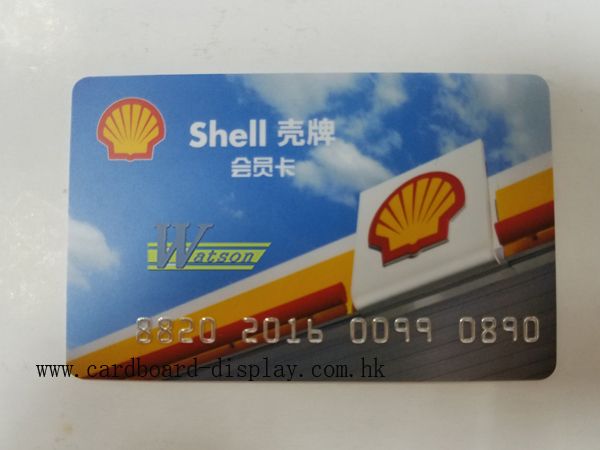 Shell 壳牌
会员卡
Watson
8820 2016 0099 0890
www.cardboard-display.com.hk